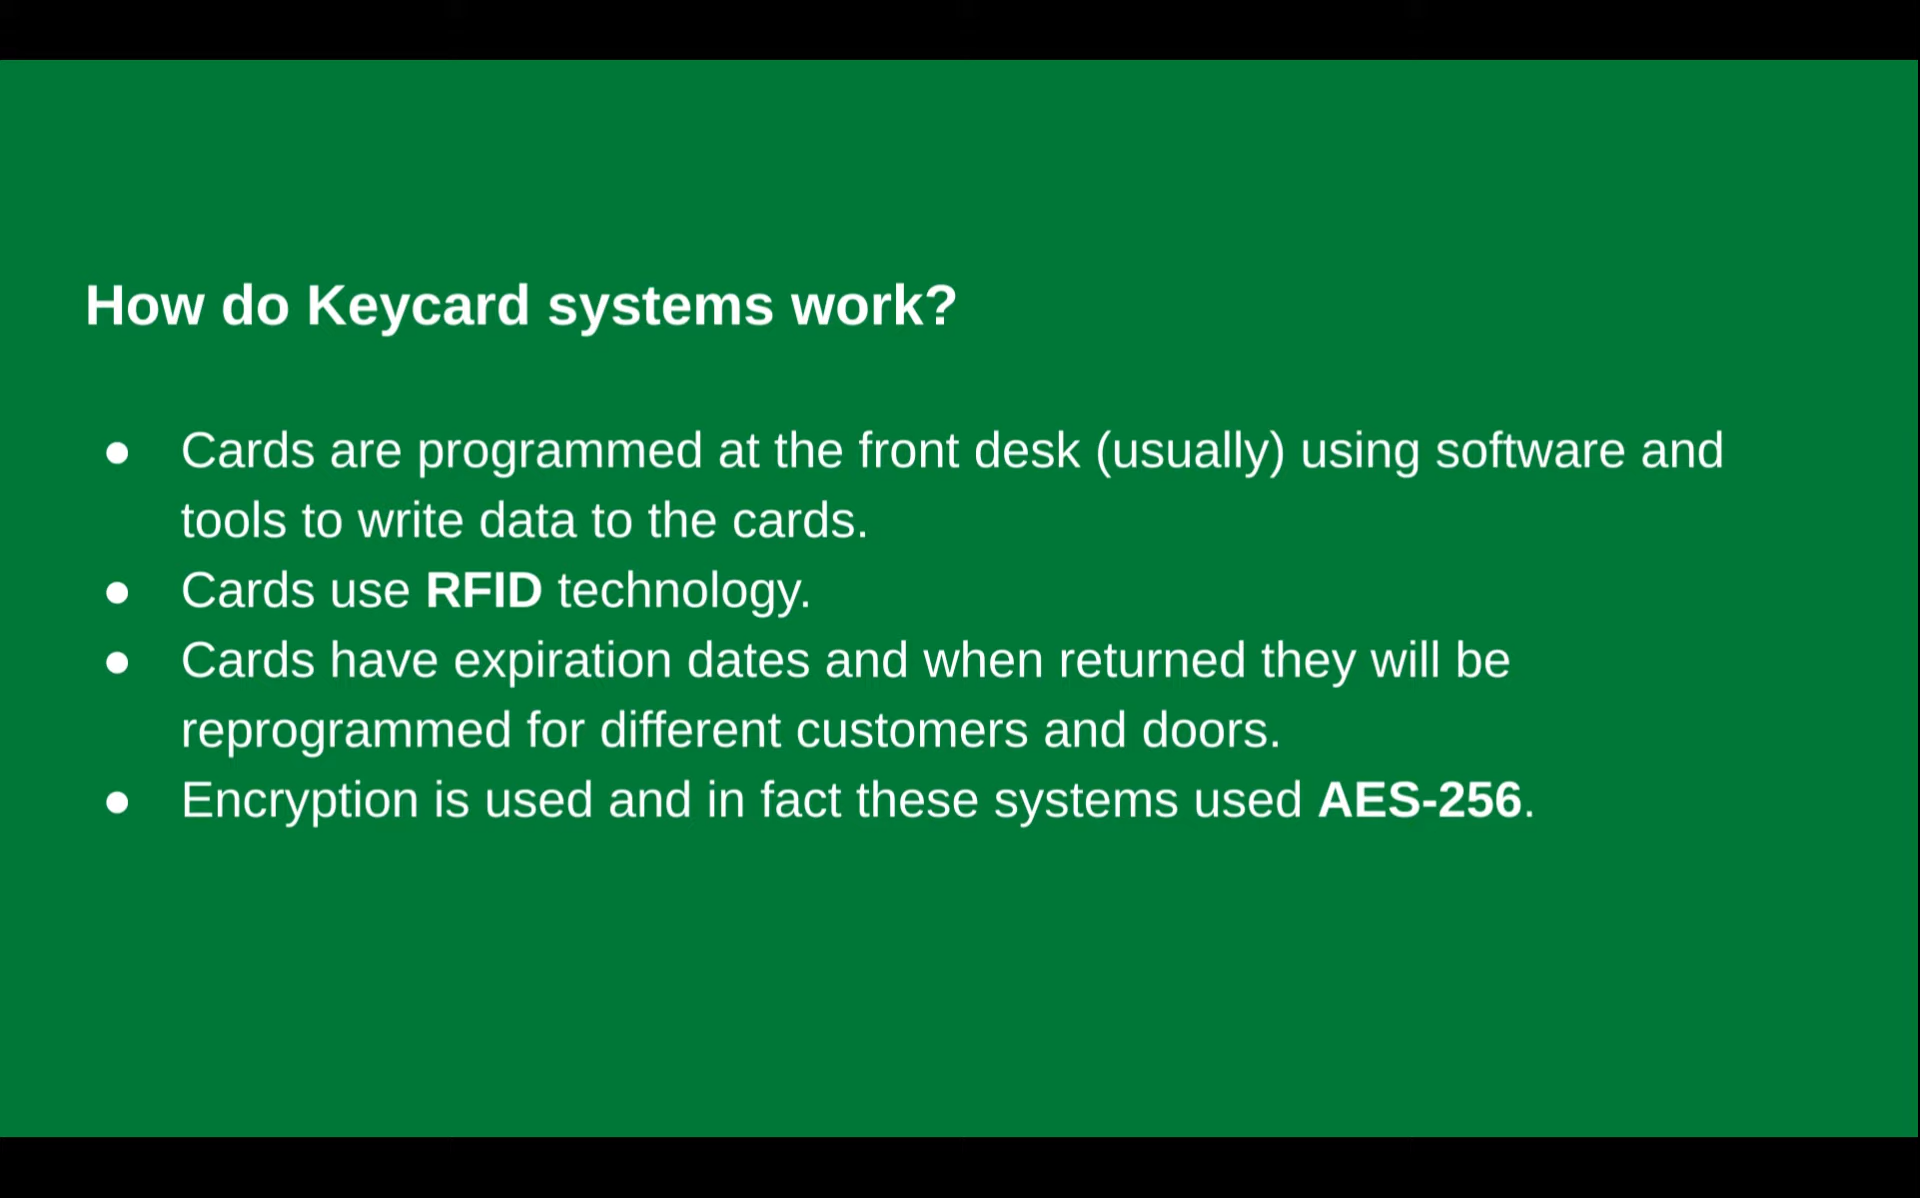 How do Keycard systems work?
● Cards are programmed at the front desk (usually) using software and
tools to write data to the cards.
● Cards use RFID technology.
● Cards have expiration dates and when returned they will be
reprogrammed for different customers and doors.
● Encryption is used and in fact these systems used AES-256.